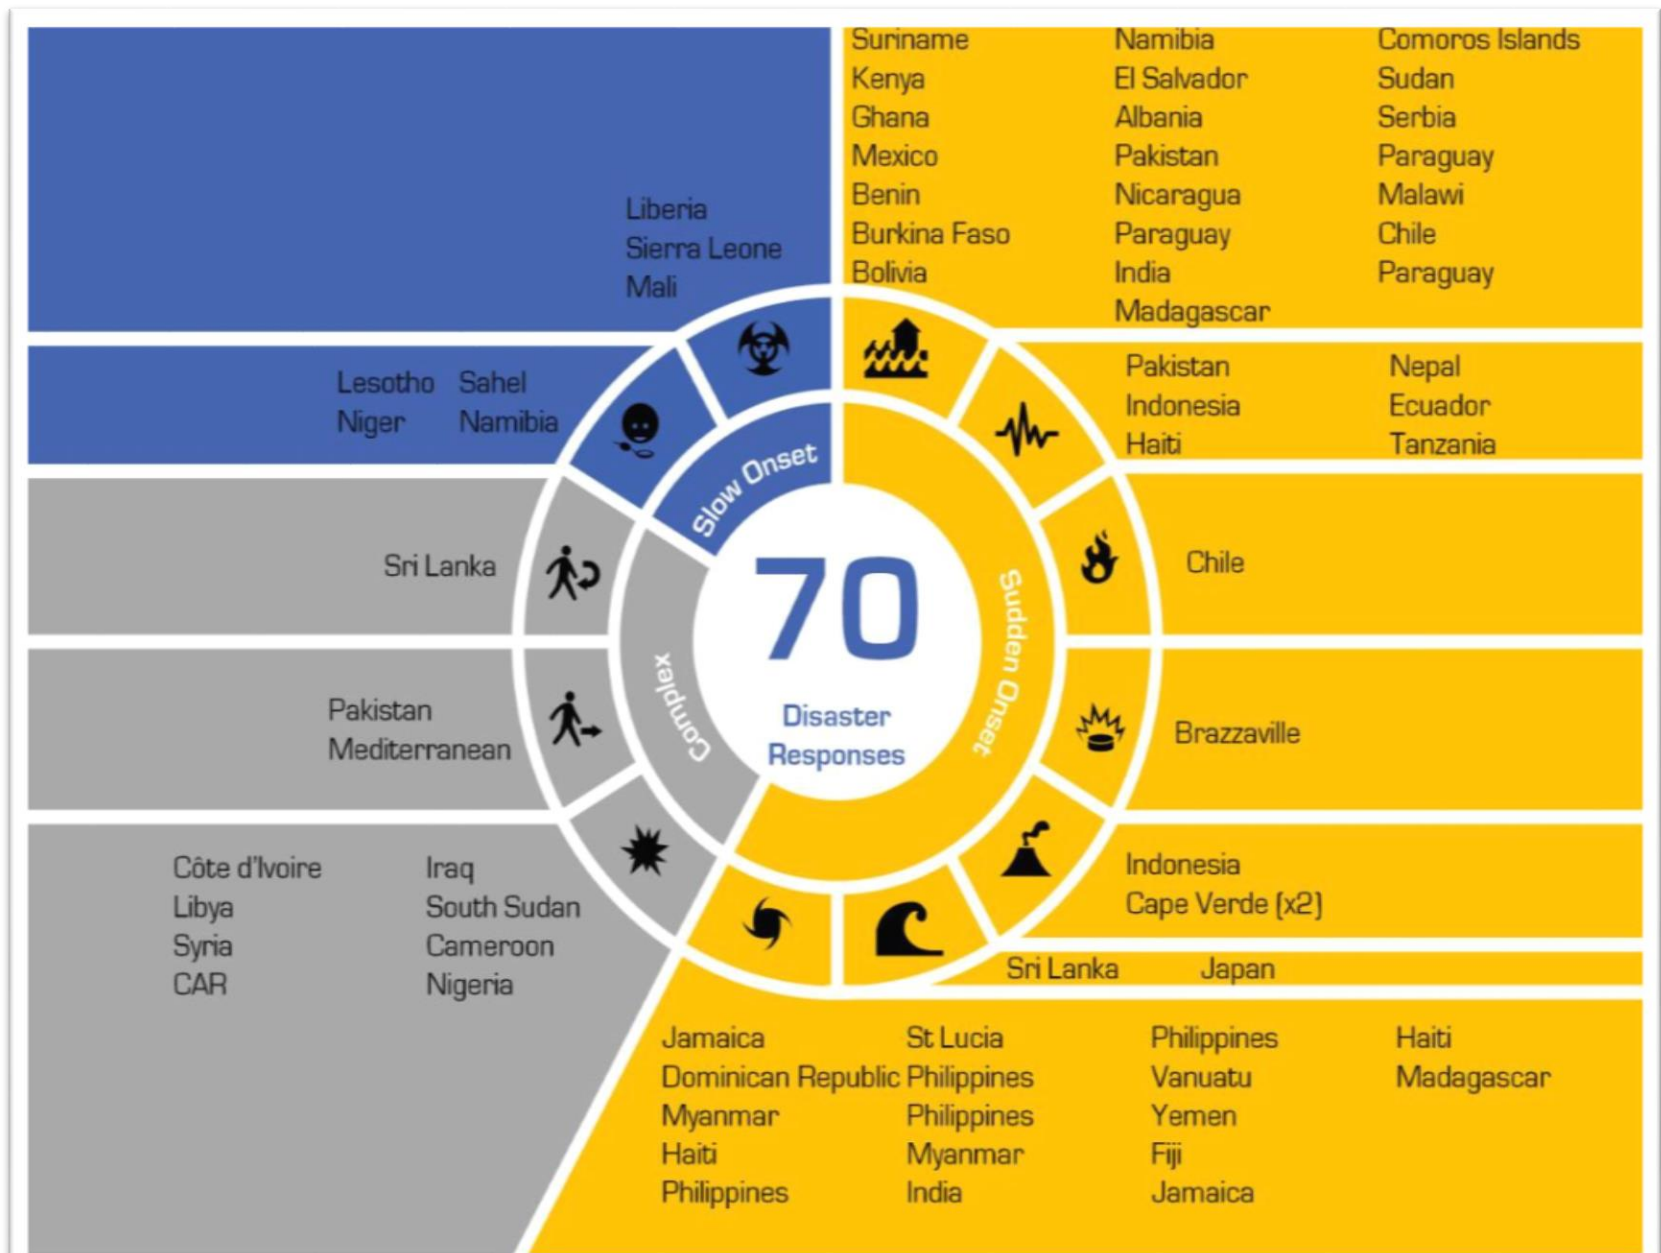 Suriname
Kenya
Ghana
Mexico
Benin
Burkina Faso
Bolivia
Namibia
El Salvador
Albania
Pakistan
Nicaragua
Paraguay
India
Madagascar
Comoros Islands
Sudan
Serbia
Paraguay
Malawi
Chile
Paraguay
Liberia
Sierra Leone
Mali
Lesotho
Niger
Sahel
Namibia
Pakistan
Indonesia
Haiti
Nepal
Ecuador
Tanzania
Slow Onset
Sudden Onset
Complex
70
Disaster
Responses
Sri Lanka
Chile
Pakistan
Mediterranean
Brazzaville
Côte d'Ivoire
Libya
Syria
CAR
Iraq
South Sudan
Cameroon
Nigeria
Indonesia
Cape Verde (x2)
Sri Lanka
Japan
Jamaica
Dominican Republic
Myanmar
Haiti
Philippines
St Lucia
Philippines
Philippines
Myanmar
India
Philippines
Vanuatu
Yemen
Fiji
Jamaica
Haiti
Madagascar